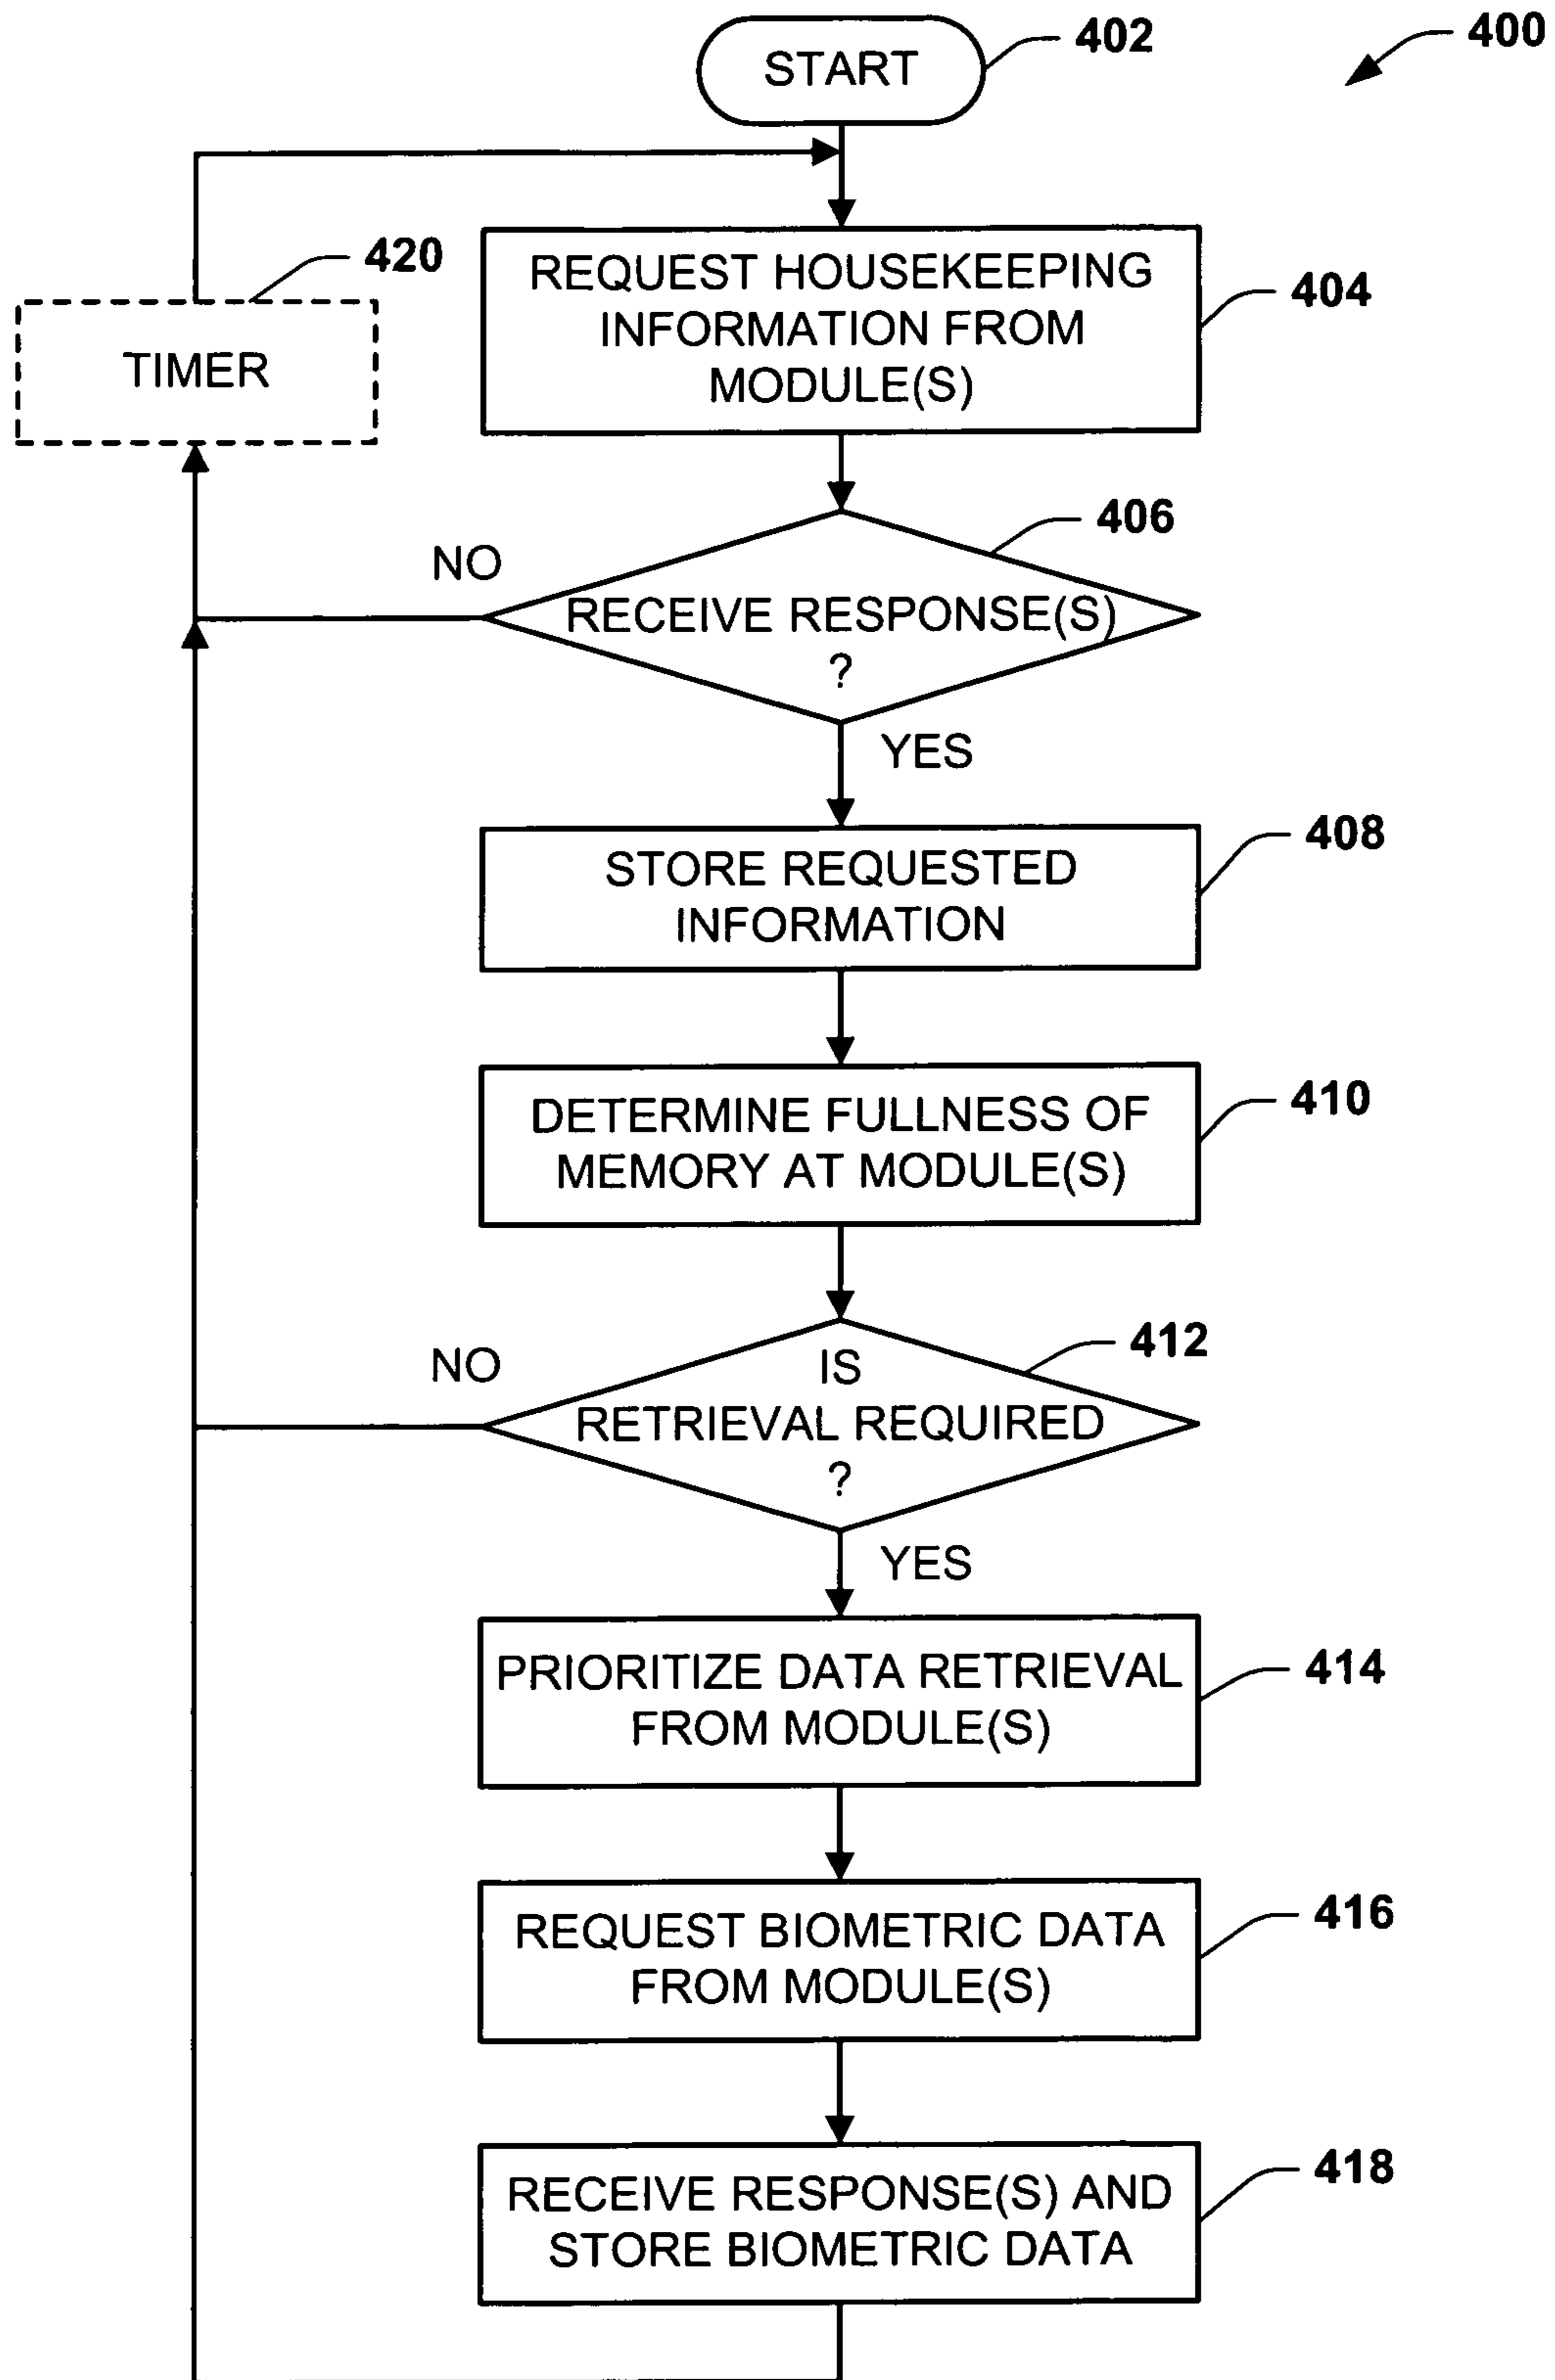 START
402
400
REQUEST HOUSEKEEPING
INFORMATION FROM
MODULE(S)
404
420
TIMER
406
NO
RECEIVE RESPONSE(S)
?
YES
408
STORE REQUESTED
INFORMATION
410
DETERMINE FULLNESS OF
MEMORY AT MODULE(S)
412
NO
IS
RETRIEVAL REQUIRED
?
YES
414
PRIORITIZE DATA RETRIEVAL
FROM MODULE(S)
416
REQUEST BIOMETRIC DATA
FROM MODULE(S)
418
RECEIVE RESPONSE(S) AND
STORE BIOMETRIC DATA